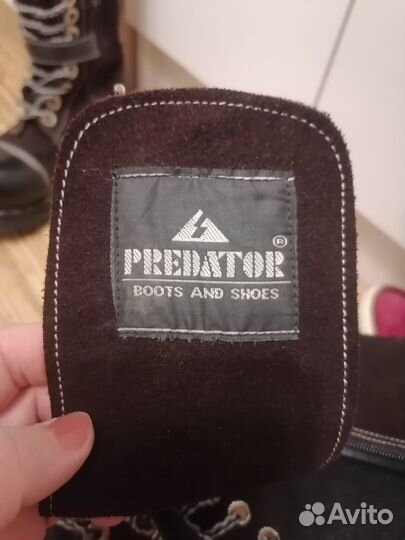 PREDATOR ®
BOOTS AND SHOES
Avito